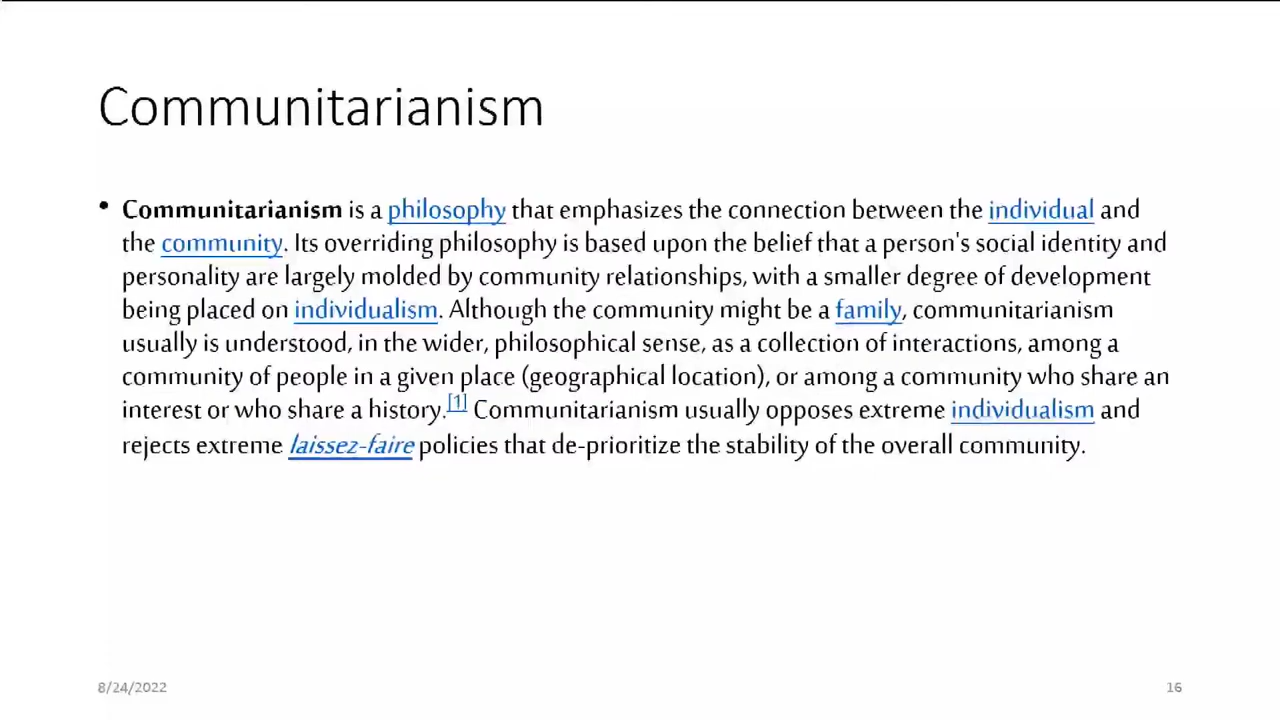 Communitarianism
• Communitarianism is a philosophy that emphasizes the connection between the individual and
the community. Its overriding philosophy is based upon the belief that a person's social identity and
personality are largely molded by community relationships, with a smaller degree of development
being placed on individualism. Although the community might be a family, communitarianism
usually is understood, in the wider, philosophical sense, as a collection of interactions, among a
community of people in a given place (geographical location), or among a community who share an
interest or who share a history.[1] Communitarianism usually opposes extreme individualism and
rejects extreme laissez-faire policies that de-prioritize the stability of the overall community.
8/24/2022
16